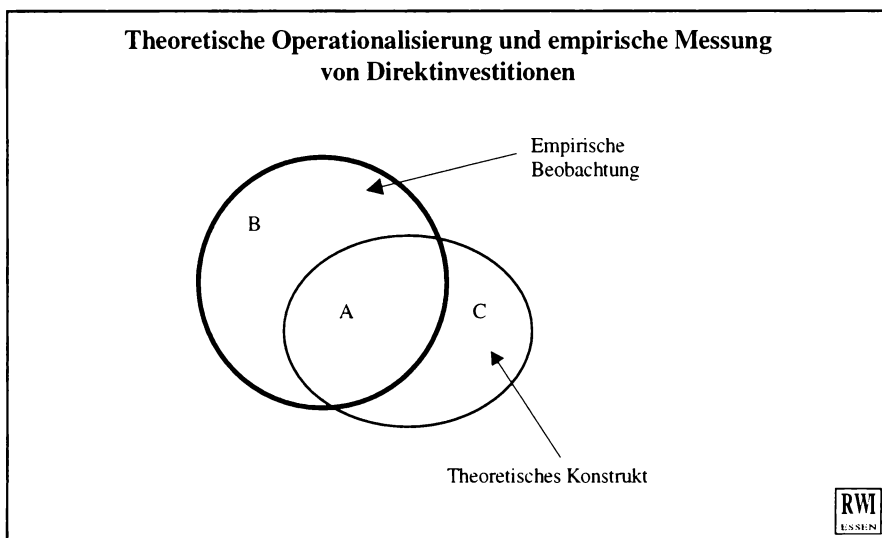 Theoretische Operationalisierung und empirische Messung
von Direktinvestitionen
Empirische
Beobachtung
B
A
C
Theoretisches Konstrukt
RWI
ESSEN